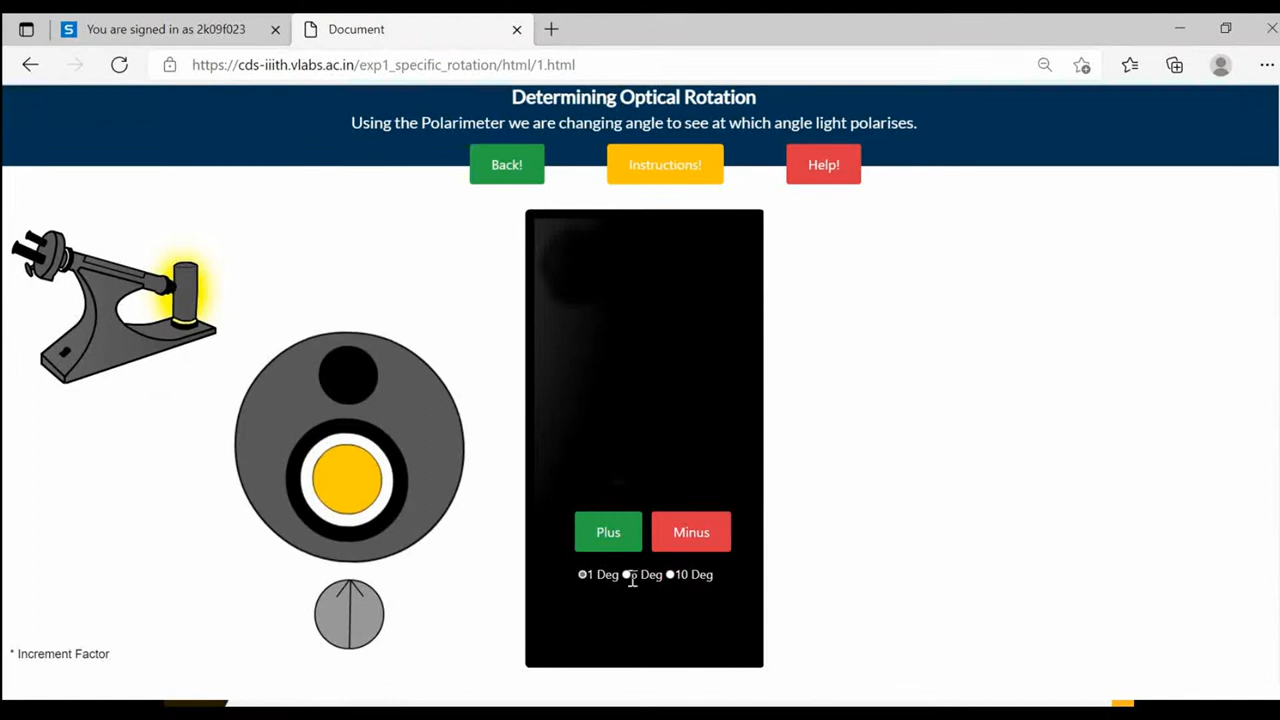 You are signed in as 2k09f023
Document
https://cds-iiith.vlabs.ac.in/exp1_specific_rotation/html/1.html
Determining Optical Rotation
Using the Polarimeter we are changing angle to see at which angle light polarises.
Back! Instructions! Help!
Plus Minus
1 Deg 5 Deg 10 Deg
* Increment Factor